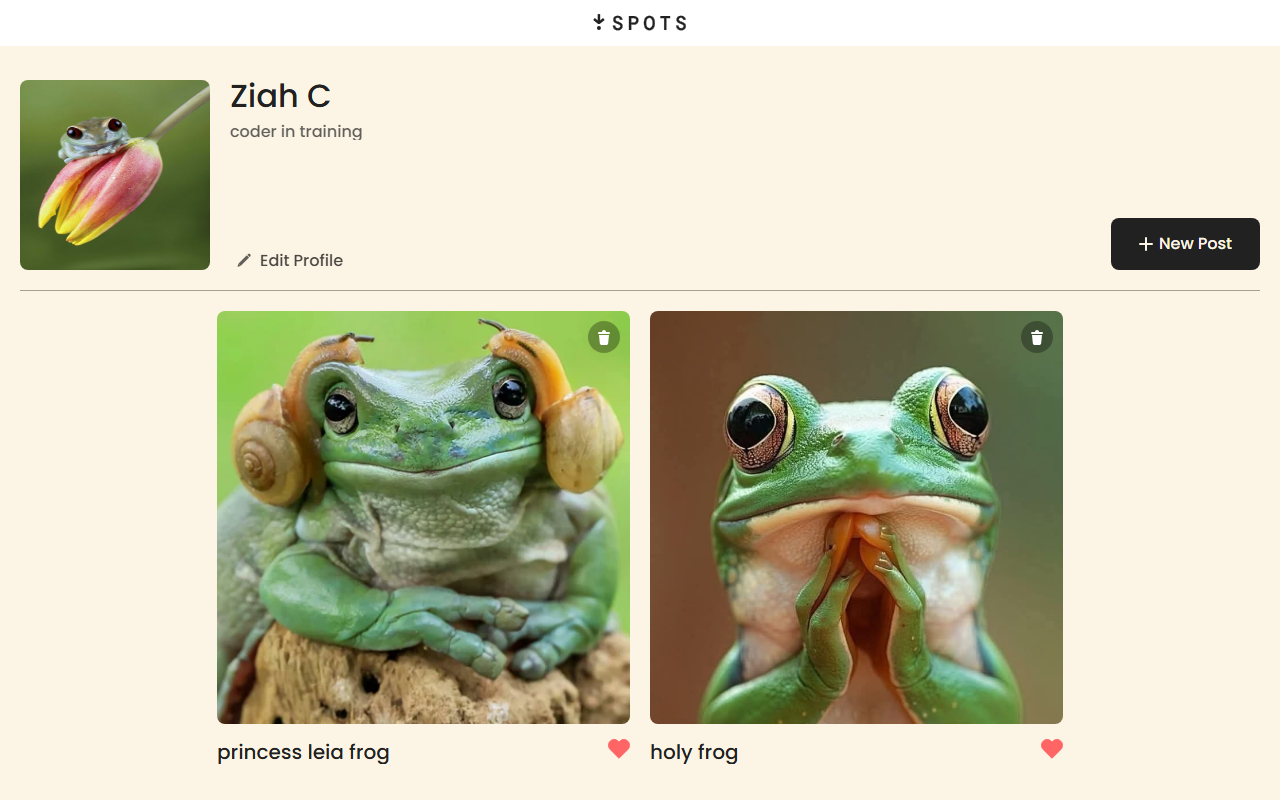 SPOTS
Ziah C
coder in training
Edit Profile
New Post
princess leia frog
holy frog